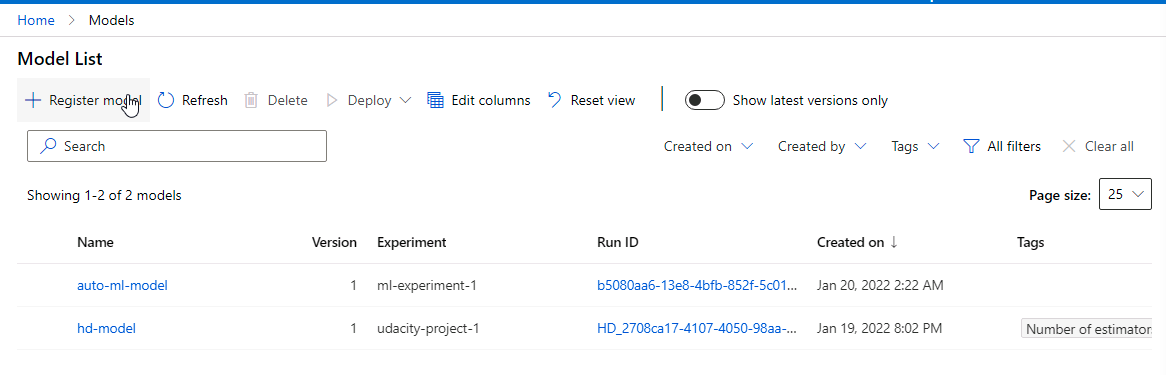 Home > Models
Model List
+ Register model Refresh Delete Deploy Edit columns Reset view Show latest versions only
Search Created on Created by Tags All filters Clear all
Showing 1-2 of 2 models Page size: 25
Name Version Experiment Run ID Created on ↓ Tags
auto-ml-model 1 ml-experiment-1 b5080aa6-13e8-4bfb-852f-5c01... Jan 20, 2022 2:22 AM
hd-model 1 udacity-project-1 HD_2708ca17-4107-4050-98aa-... Jan 19, 2022 8:02 PM Number of estimator